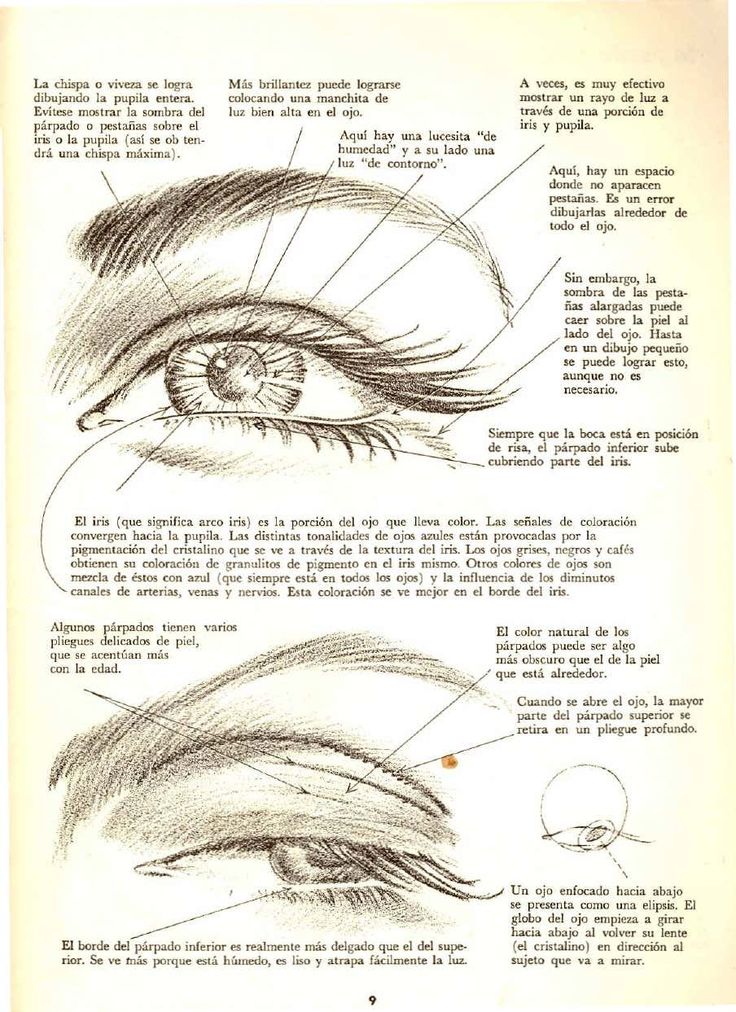 La chispa o viveza se logra
dibujando la pupila entera.
Evítese mostrar la sombra del
párpado o pestañas sobre el
iris o la pupila (así se ob ten-
drá una chispa máxima).
Más brillantez puede lograrse
colocando una manchita de
luz bien alta en el ojo.
Aquí hay una lucesita “de
humedad” y a su lado una
luz “de contorno”.
A veces, es muy efectivo
mostrar un rayo de luz a
través de una porción de
iris y pupila.
Aquí, hay un espacio
donde no aparacen
pestañas. Es un error
dibujarlas alrededor de
todo el ojo.
Sin embargo, la
sombra de las pesta-
ñas alargadas puede
caer sobre la piel al
lado del ojo. Hasta
en un dibujo pequeño
se puede lograr esto,
aunque no es
necesario.
Siempre que la boca está en posición
de risa, el párpado inferior sube
cubriendo parte del iris.
El iris (que significa arco iris) es la porción del ojo que lleva color. Las señales de coloración
convergen hacia la pupila. Las distintas tonalidades de ojos azules están provocadas por la
pigmentación del cristalino que se ve a través de la textura del iris. Los ojos grises, negros y cafés
obtienen su coloración de granulitos de pigmento en el iris mismo. Otros colores de ojos son
mezcla de éstos con azul (que siempre está en todos los ojos) y la influencia de los diminutos
canales de arterias, venas y nervios. Esta coloración se ve mejor en el borde del iris.
Algunos párpados tienen varios
pliegues delicados de piel,
que se acentúan más
con la edad.
El color natural de los
párpados puede ser algo
más obscuro que el de la piel
que está alrededor.
Cuando se abre el ojo, la mayor
parte del párpado superior se
retira en un pliegue profundo.
Un ojo enfocado hacia abajo
se presenta como una elipsis. El
globo del ojo empieza a girar
hacia abajo al volver su lente
(el cristalino) en dirección al
sujeto que va a mirar.
El borde del párpado inferior es realmente más delgado que el del supe-
rior. Se ve más porque está húmedo, es liso y atrapa fácilmente la luz.
9